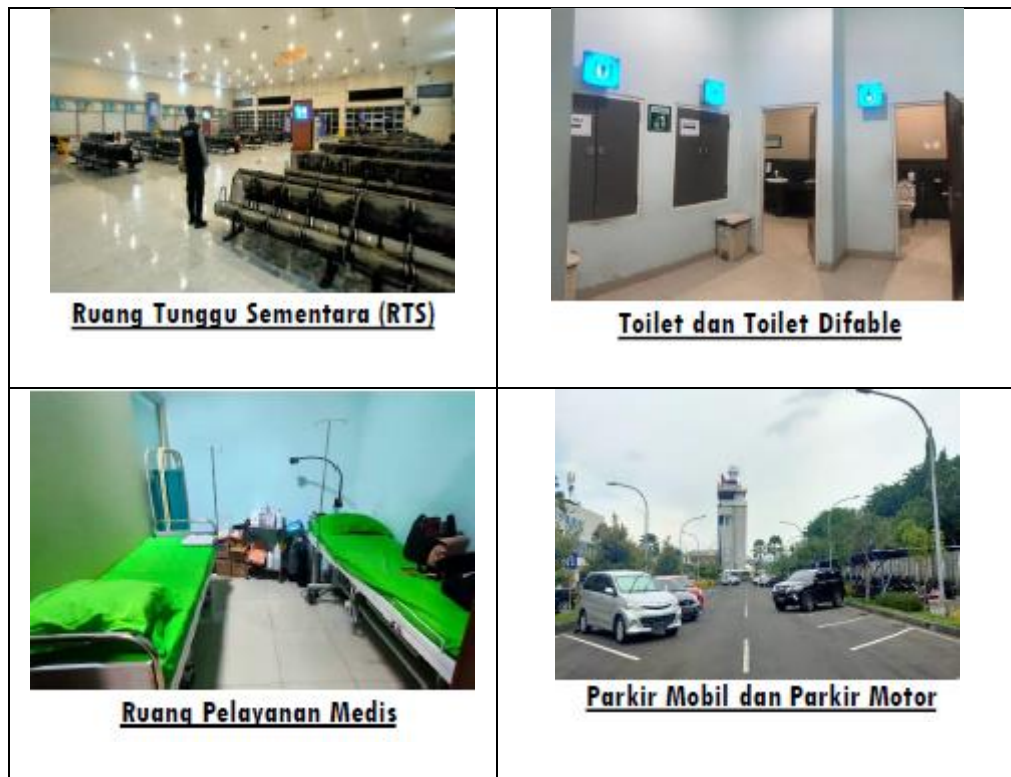 Ruang Tunggu Sementara (RTS)
Toilet dan Toilet Difable
Ruang Pelayanan Medis
Parkir Mobil dan Parkir Motor